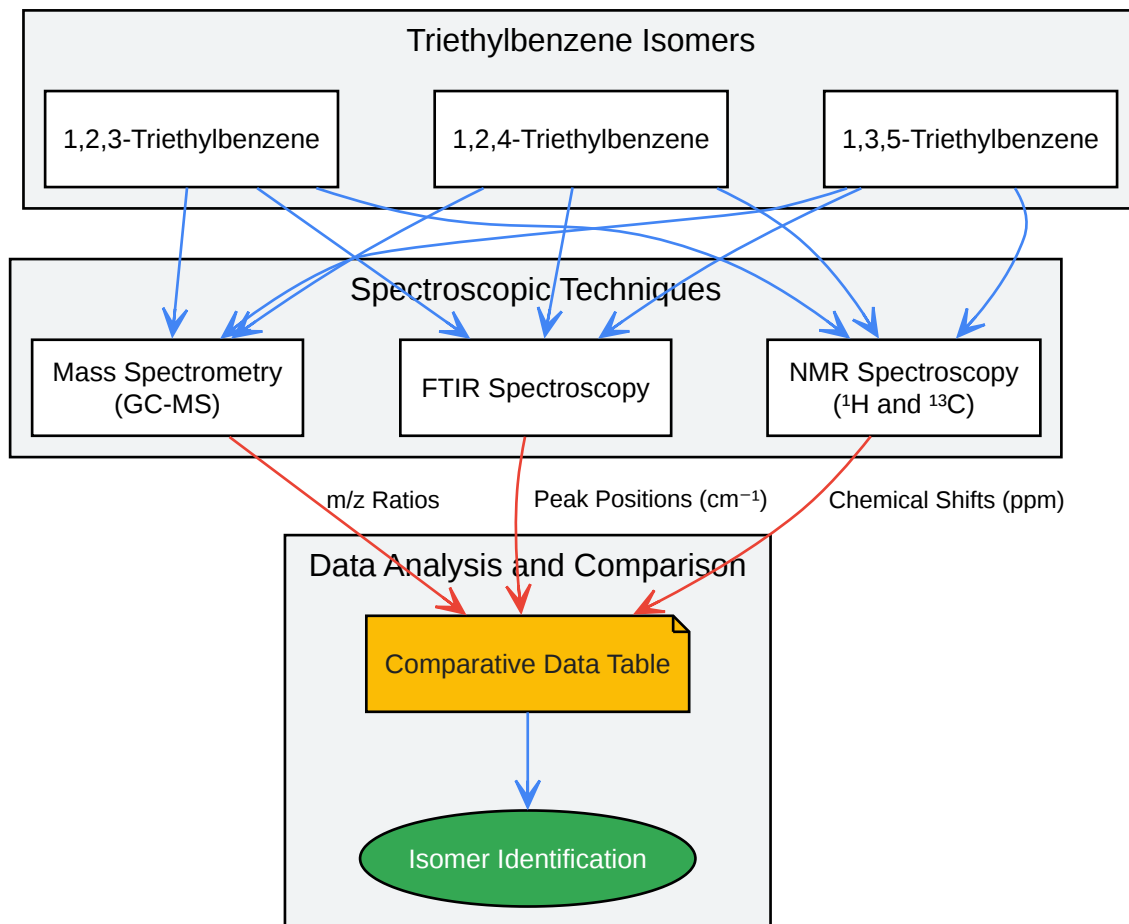 Triethylbenzene Isomers
1,2,3-Triethylbenzene
1,2,4-Triethylbenzene
1,3,5-Triethylbenzene
Spectroscopic Techniques
Mass Spectrometry
(GC-MS)
FTIR Spectroscopy
NMR Spectroscopy
(¹H and ¹³C)
m/z Ratios
Peak Positions (cm⁻¹)
Chemical Shifts (ppm)
Data Analysis and Comparison
Comparative Data Table
Isomer Identification